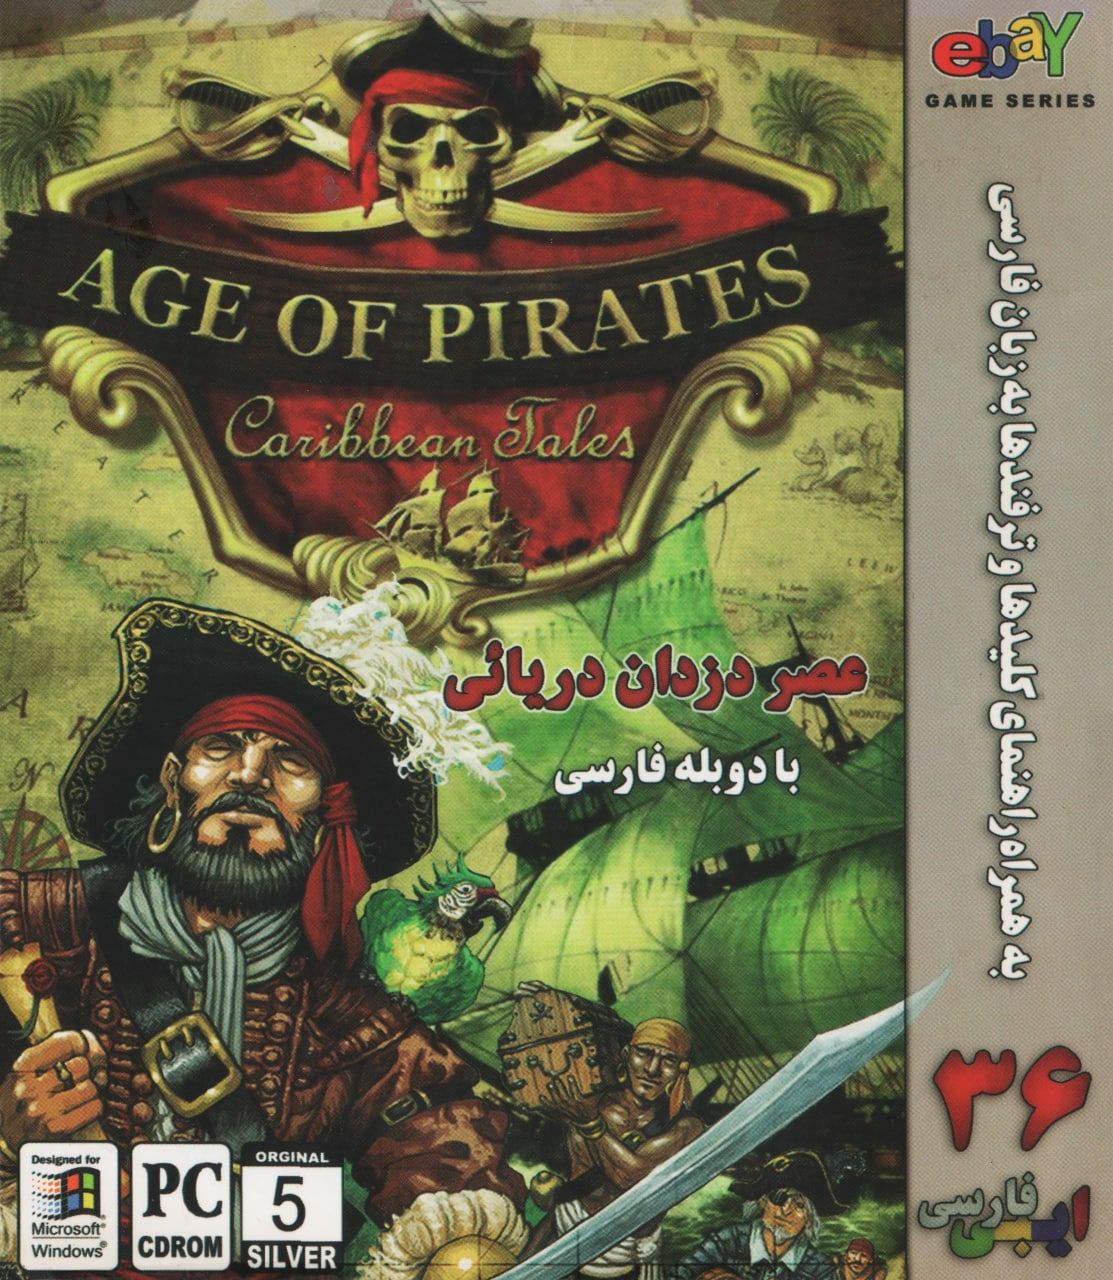 AGE OF PIRATES
Caribbean Tales
عصر دزدان دریائی
با دوبله فارسی
ebay
GAME SERIES
به همراه راهنمای کلیدها و ترفندها به زبان فارسی
۳۶
ایبی فارسی
Designed for
Microsoft®
Windows®
PC
CDROM
ORGINAL
5
SILVER